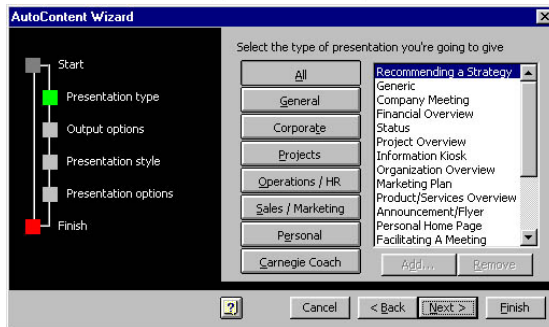 AutoContent Wizard
Select the type of presentation you're going to give
Start
Presentation type
Output options
Presentation style
Presentation options
Finish
All
General
Corporate
Projects
Operations / HR
Sales / Marketing
Personal
Carnegie Coach
Recommending a Strategy
Generic
Company Meeting
Financial Overview
Status
Project Overview
Information Kiosk
Organization Overview
Marketing Plan
Product/Services Overview
Announcement/Flyer
Personal Home Page
Facilitating A Meeting
Add...
Remove
?
Cancel
< Back
Next >
Finish